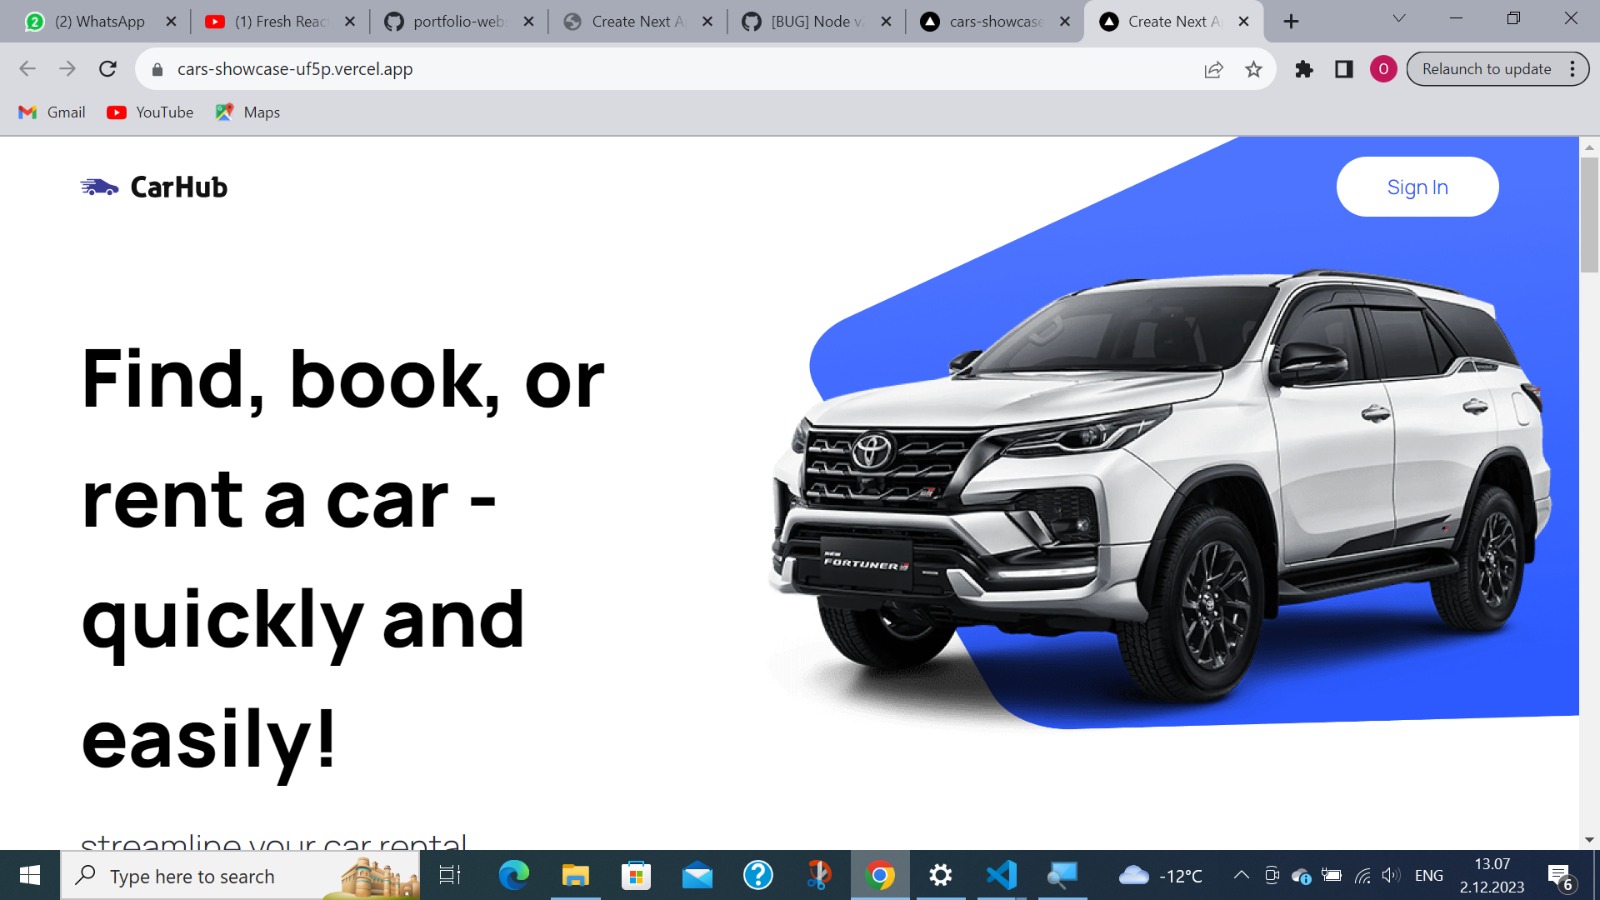 (2) WhatsApp
(1) Fresh Reac
portfolio-web
Create Next A
[BUG] Node v
cars-showcase
Create Next A
cars-showcase-uf5p.vercel.app
O
Relaunch to update
Gmail
YouTube
Maps
CarHub
Sign In
Find, book, or
rent a car -
quickly and
easily!
streamline your car rental
NEW
FORTUNER
Type here to search
-12°C
ENG
13.07
2.12.2023
6